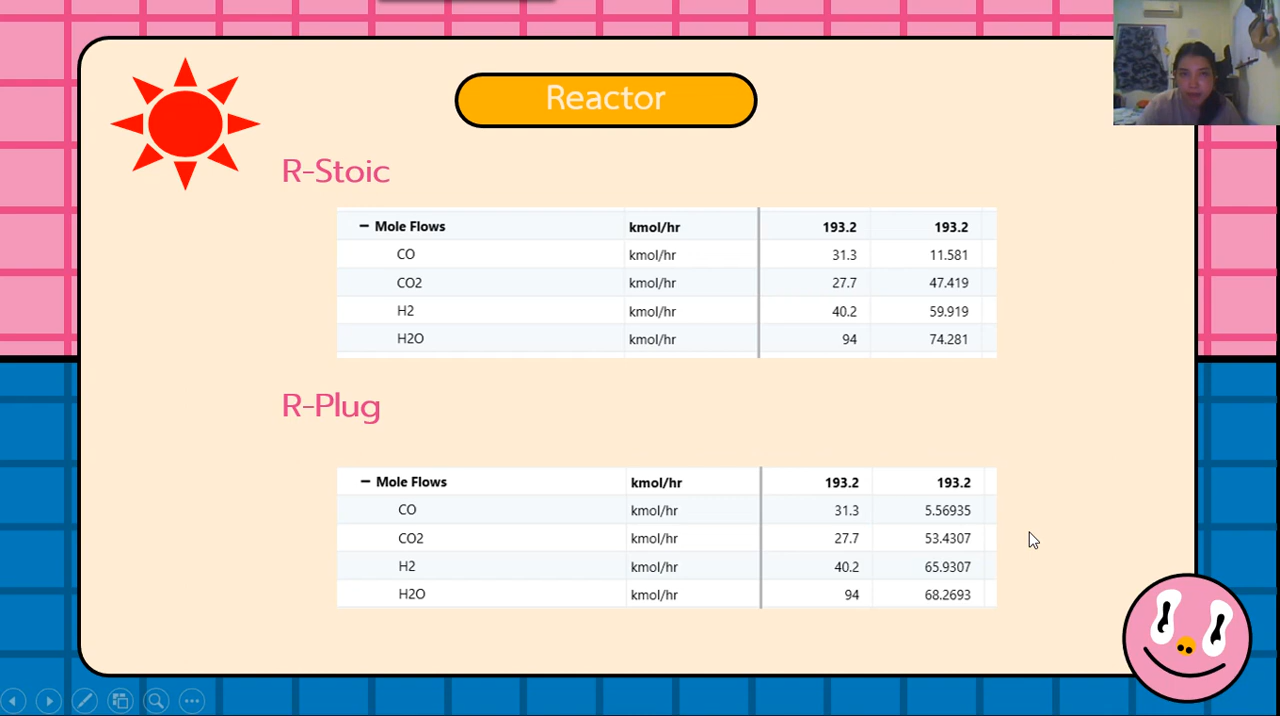 Reactor
R-Stoic
− Mole Flows kmol/hr 193.2 193.2
CO kmol/hr 31.3 11.581
CO2 kmol/hr 27.7 47.419
H2 kmol/hr 40.2 59.919
H2O kmol/hr 94 74.281
R-Plug
− Mole Flows kmol/hr 193.2 193.2
CO kmol/hr 31.3 5.56935
CO2 kmol/hr 27.7 53.4307
H2 kmol/hr 40.2 65.9307
H2O kmol/hr 94 68.2693